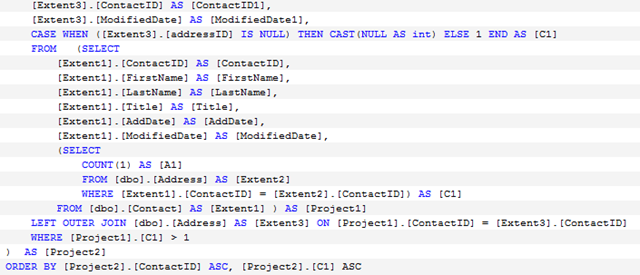 [Extent3].[ContactID] AS [ContactID1],
[Extent3].[ModifiedDate] AS [ModifiedDate1],
CASE WHEN ([Extent3].[addressID] IS NULL) THEN CAST(NULL AS int) ELSE 1 END AS [C1]
FROM (SELECT
[Extent1].[ContactID] AS [ContactID],
[Extent1].[FirstName] AS [FirstName],
[Extent1].[LastName] AS [LastName],
[Extent1].[Title] AS [Title],
[Extent1].[AddDate] AS [AddDate],
[Extent1].[ModifiedDate] AS [ModifiedDate],
(SELECT
COUNT(1) AS [A1]
FROM [dbo].[Address] AS [Extent2]
WHERE [Extent1].[ContactID] = [Extent2].[ContactID]) AS [C1]
FROM [dbo].[Contact] AS [Extent1] ) AS [Project1]
LEFT OUTER JOIN [dbo].[Address] AS [Extent3] ON [Project1].[ContactID] = [Extent3].[ContactID]
WHERE [Project1].[C1] > 1
) AS [Project2]
ORDER BY [Project2].[ContactID] ASC, [Project2].[C1] ASC